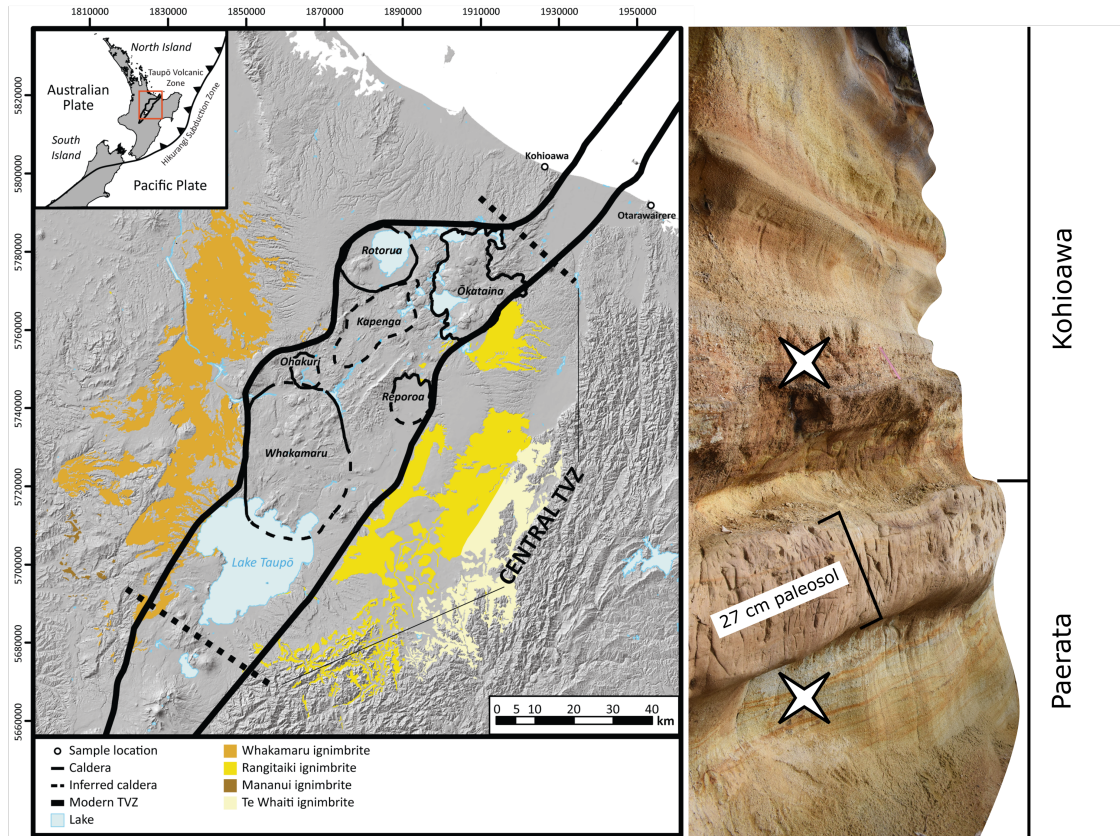 1810000 1830000 1850000 1870000 1890000 1910000 1930000 1950000
5820000
5800000
5780000
5760000
5740000
5720000
5700000
5680000
5660000
North Island
Taupō Volcanic
Zone
Australian
Plate
Hikurangi Subduction Zone
South
Island
Pacific Plate
Kohioawa
Otarawairere
Rotorua
Ōkataina
Kapenga
Ohakuri
Reporoa
Whakamaru
CENTRAL TVZ
Lake Taupō
0 5 10 20 30 40
km
Sample location
Caldera
Inferred caldera
Modern TVZ
Lake
Whakamaru ignimbrite
Rangitaiki ignimbrite
Mananui ignimbrite
Te Whaiti ignimbrite
27 cm paleosol
Kohioawa
Paerata